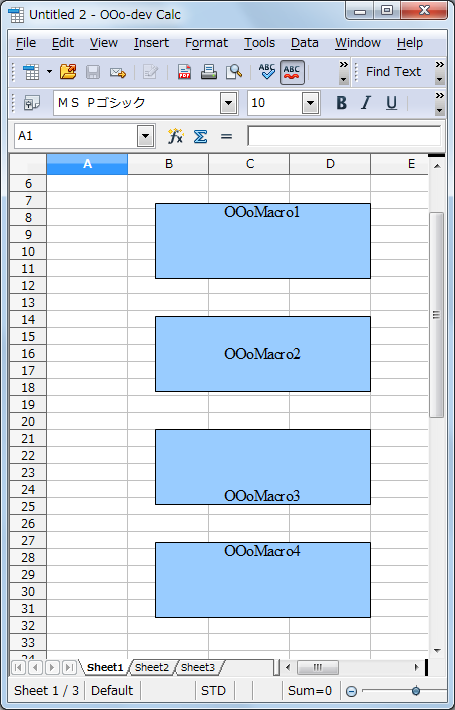 Untitled 2 - OOo-dev Calc
File Edit View Insert Format Tools Data Window Help
ABC ABC Find Text
ＭＳ Ｐゴシック 10 B I U
A1
A B C D E
6
7
8 OOoMacro1
9
10
11
12
13
14
15
16 OOoMacro2
17
18
19
20
21
22
23
24 OOoMacro3
25
26
27
28 OOoMacro4
29
30
31
32
33
Sheet1 Sheet2 Sheet3
Sheet 1 / 3 Default STD Sum=0